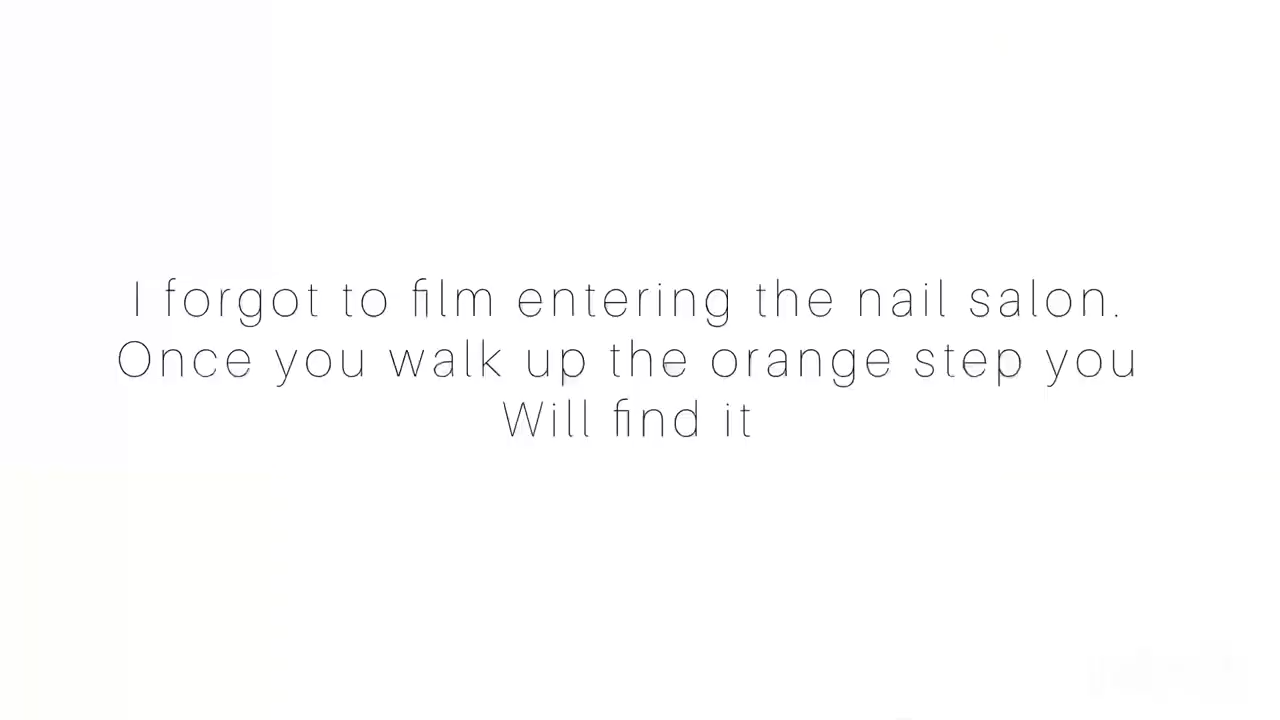 I forgot to film entering the nail salon.
Once you walk up the orange step you
Will find it